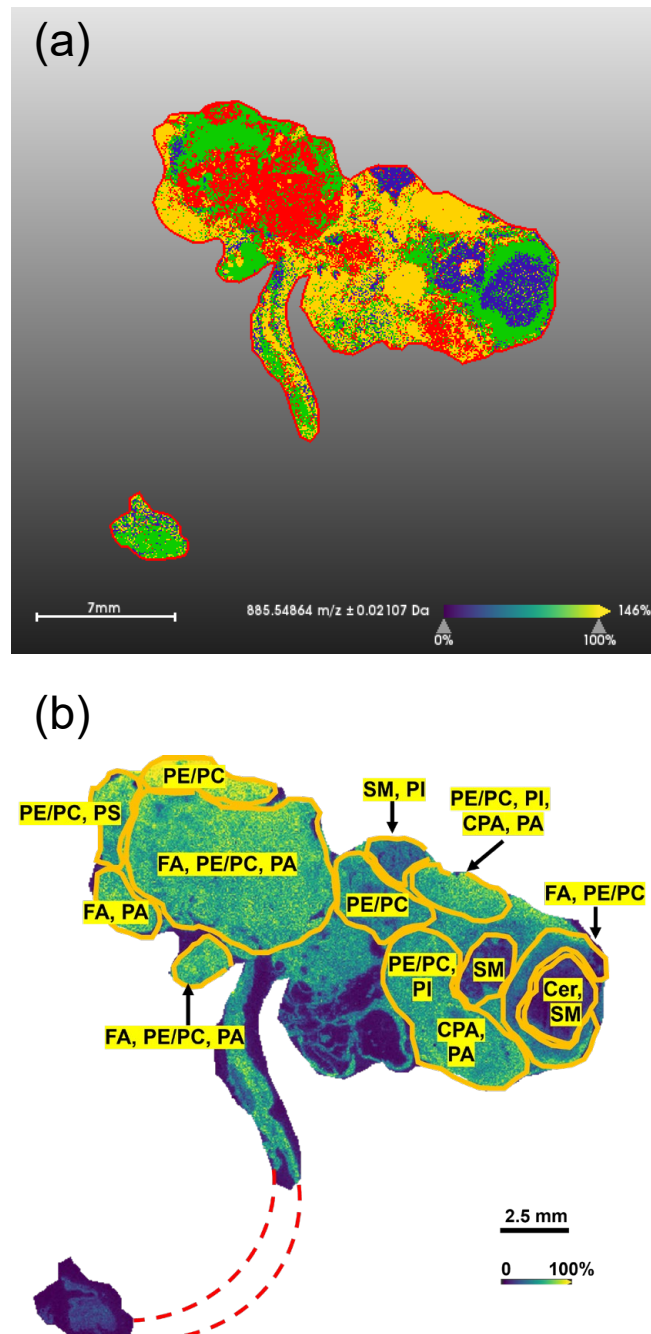 (a)
7mm
885.54864 m/z ± 0.02107 Da
146%
0%
100%
(b)
PE/PC
SM, PI
PE/PC, PI,
CPA, PA
PE/PC, PS
FA, PE/PC, PA
FA, PE/PC
PE/PC
FA, PA
PE/PC,
PI
SM
Cer,
SM
FA, PE/PC, PA
CPA,
PA
2.5 mm
0
100%